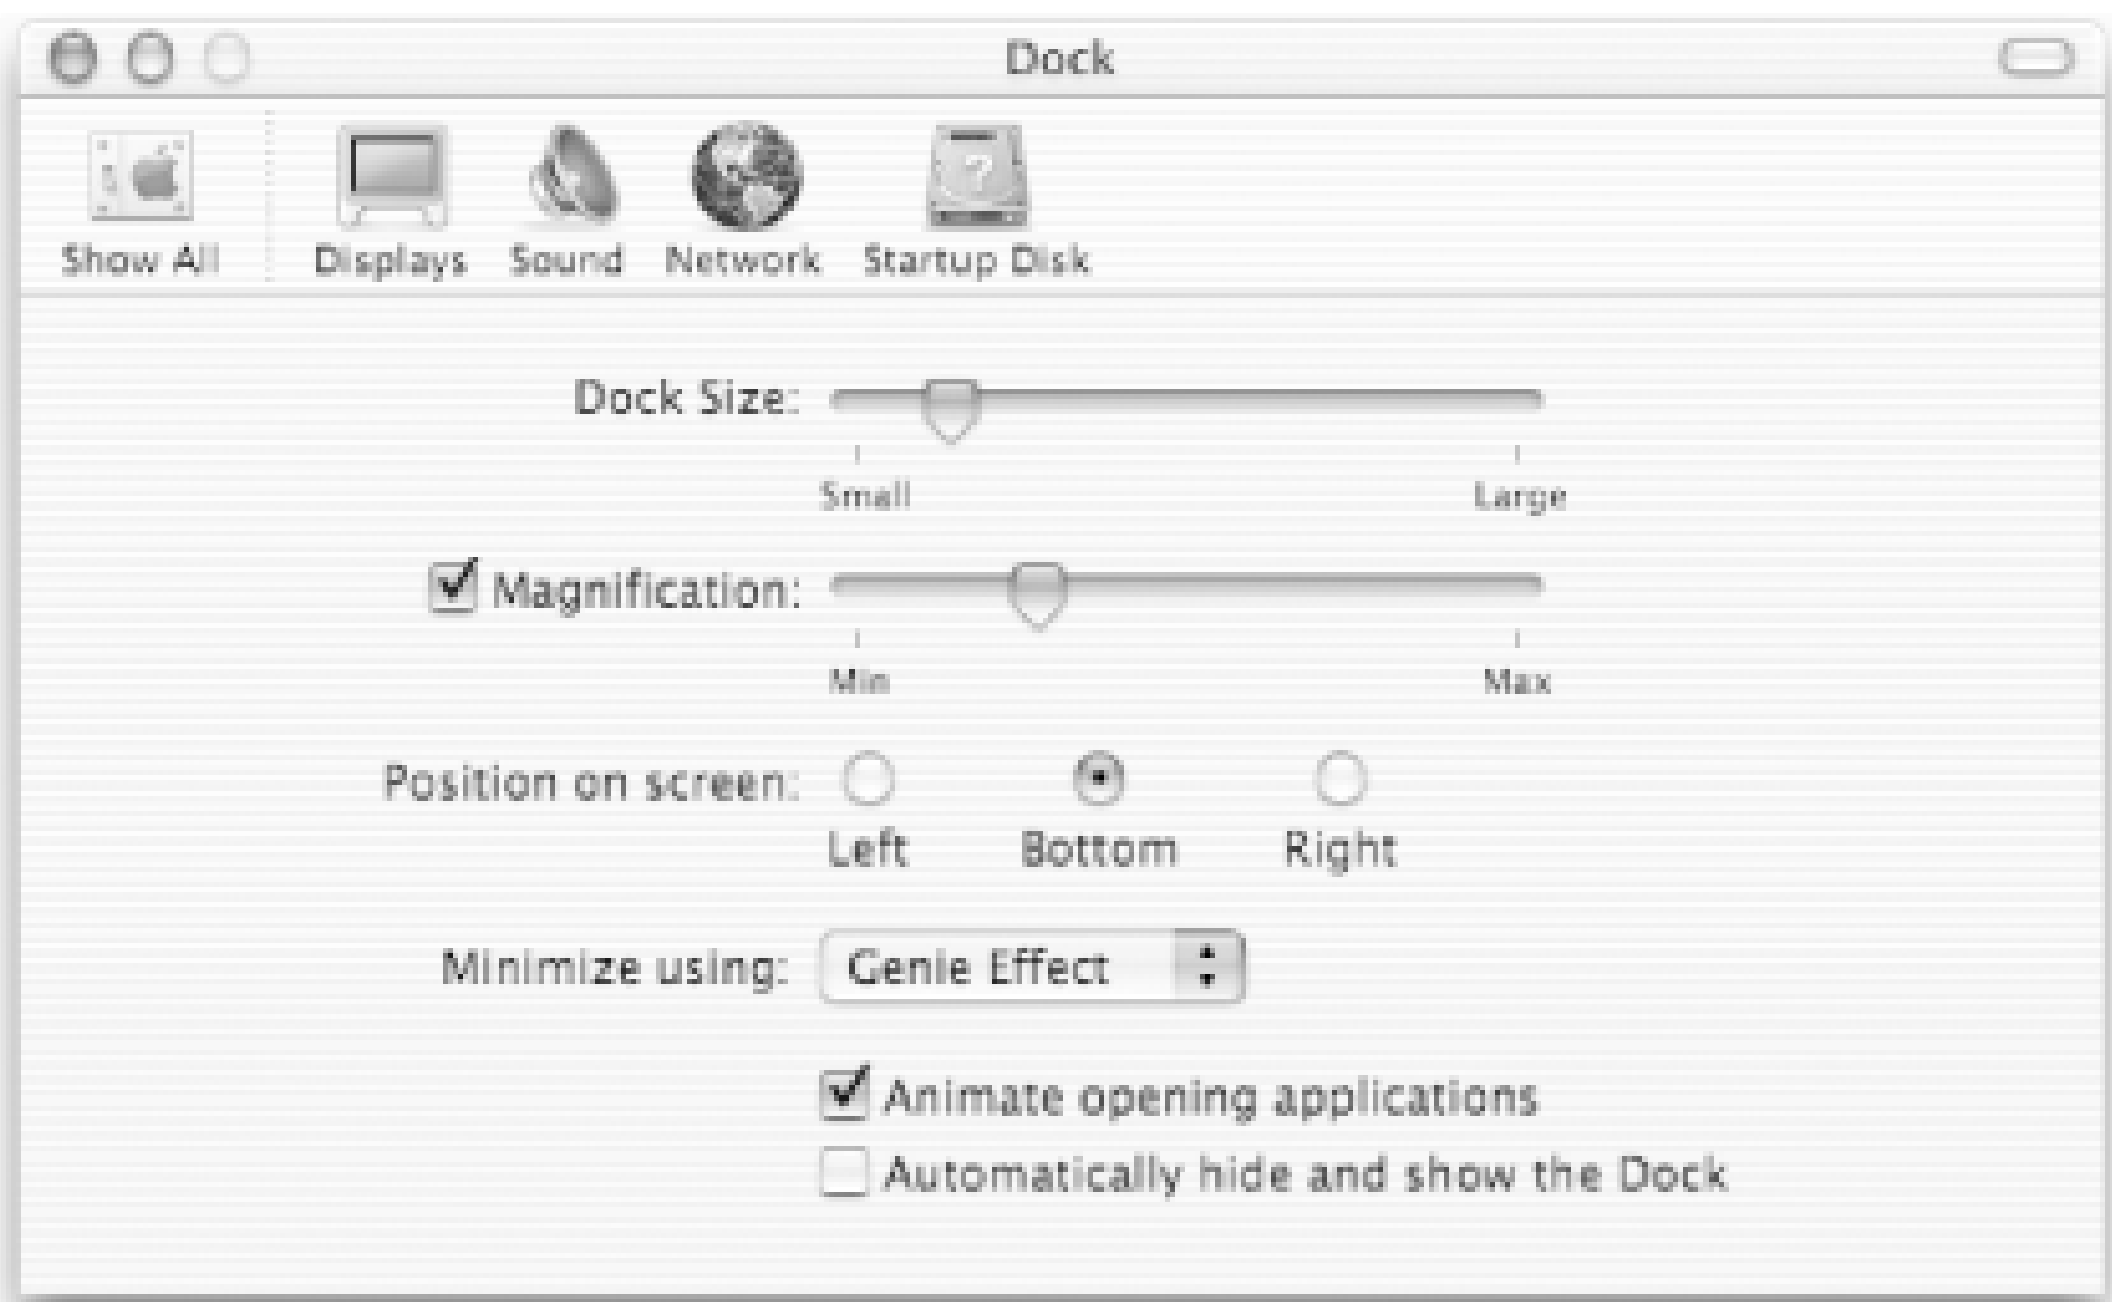 Dock
Show All Displays Sound Network Startup Disk
Dock Size:
Small Large
Magnification:
Min Max
Position on screen:
Left Bottom Right
Minimize using: Genie Effect
Animate opening applications
Automatically hide and show the Dock